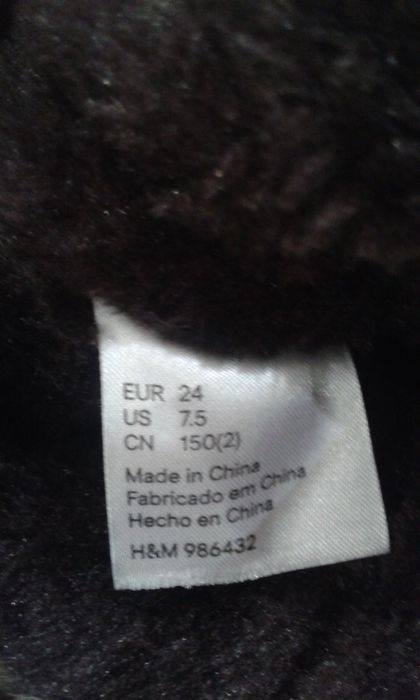 EUR 24
US 7.5
CN 150(2)
Made in China
Fabricado em China
Hecho en China
H&M 986432